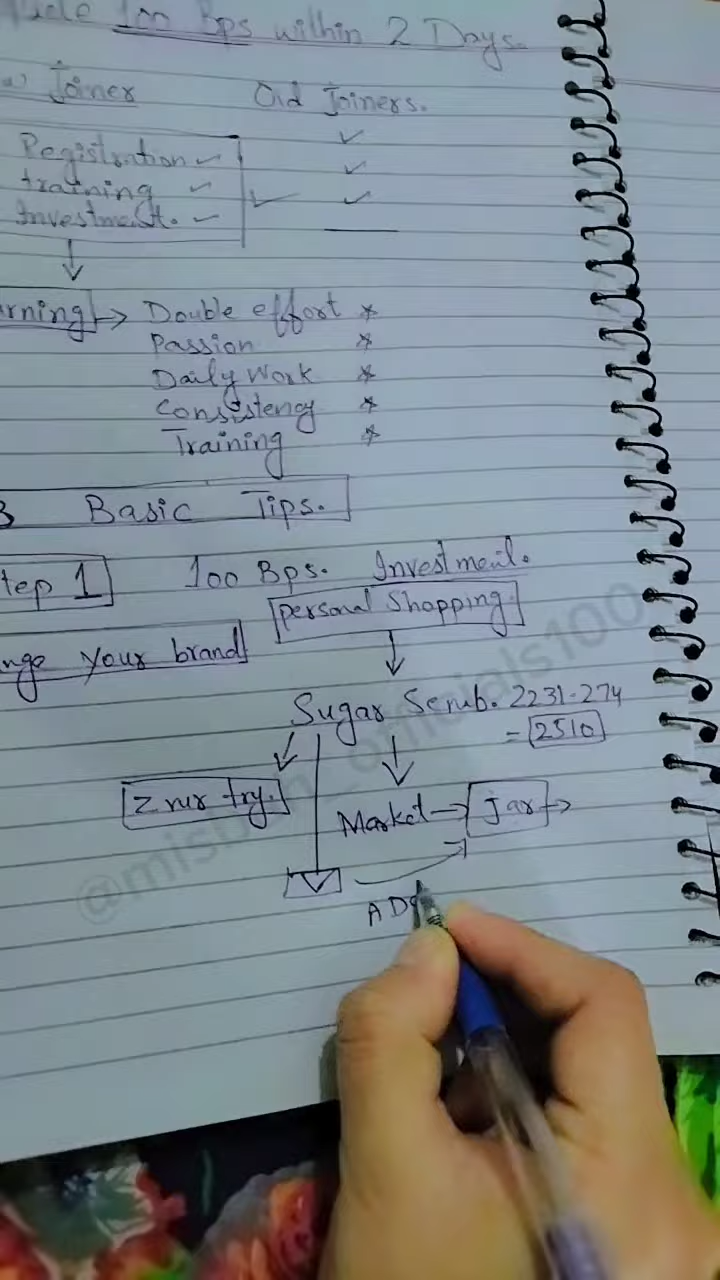 100 Bps within 2 Days.
Joiner Old Joiners.
Registration ✓ ✓
training ✓ ✓
Investment. ✓ ✓ ✓
rning → Double effort *
Passion *
Daily Work *
Consistency *
Training *
Basic Tips.
tep 1 100 Bps. Investment.
Personal Shopping.
nge your brand
Sugar Scrub. 2231-274
= 2510
try.
Market → Jar →
AD